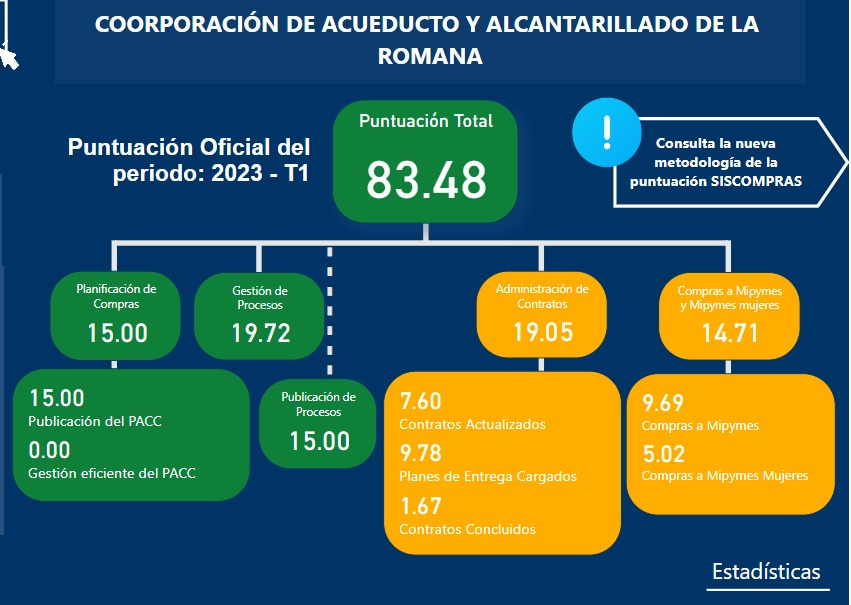 COORPORACIÓN DE ACUEDUCTO Y ALCANTARILLADO DE LA
ROMANA
Puntuación Oficial del
periodo: 2023 - T1
Puntuación Total
83.48
!
Consulta la nueva
metodología de la
puntuación SISCOMPRAS
Planificación de
Compras
15.00
Gestión de
Procesos
19.72
Administración de
Contratos
19.05
Compras a Mipymes
y Mipymes mujeres
14.71
15.00
Publicación del PACC
0.00
Gestión eficiente del PACC
Publicación de
Procesos
15.00
7.60
Contratos Actualizados
9.78
Planes de Entrega Cargados
1.67
Contratos Concluidos
9.69
Compras a Mipymes
5.02
Compras a Mipymes Mujeres
Estadísticas